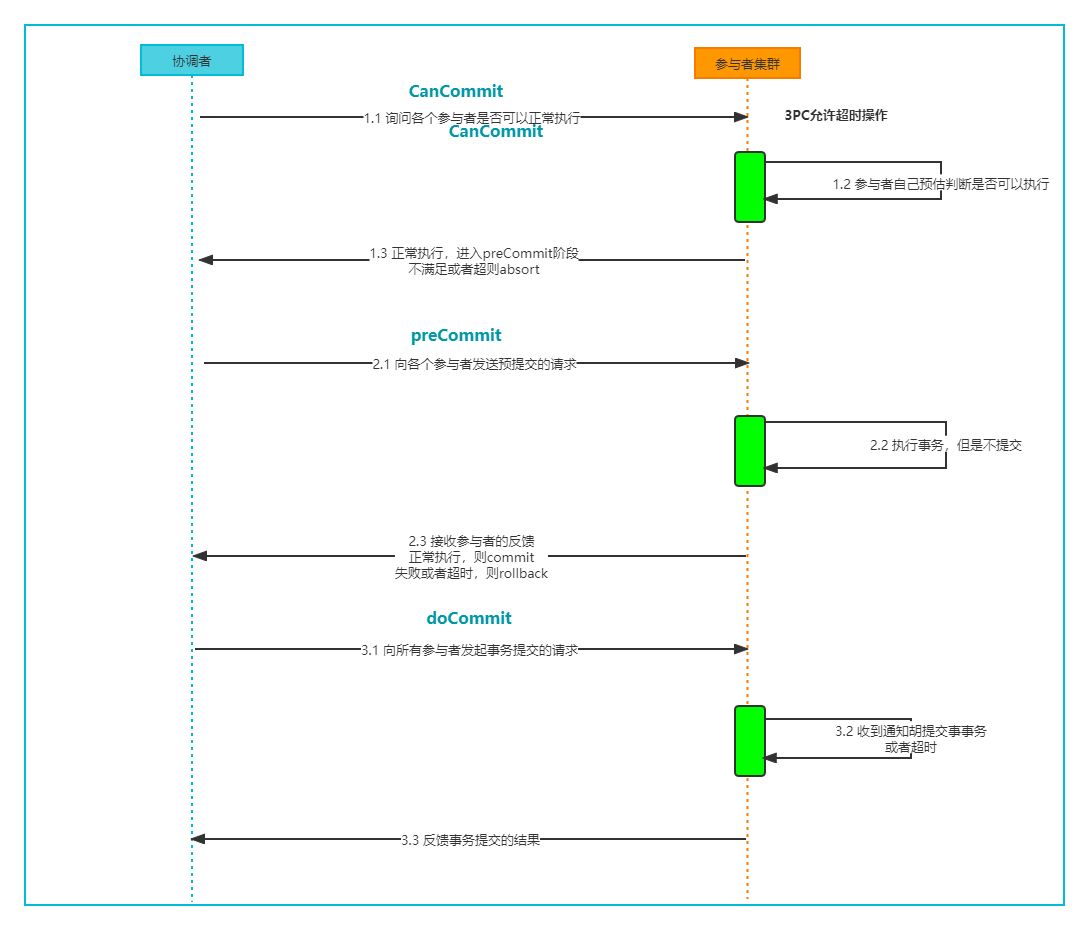 协调者
参与者集群
CanCommit
1.1 询问各个参与者是否可以正常执行
3PC允许超时操作
CanCommit
1.2 参与者自己预估判断是否可以执行
1.3 正常执行，进入preCommit阶段
不满足或者超则absort
preCommit
2.1 向各个参与者发送预提交的请求
2.2 执行事务，但是不提交
2.3 接收参与者的反馈
正常执行，则commit
失败或者超时，则rollback
doCommit
3.1 向所有参与者发起事务提交的请求
3.2 收到通知胡提交事事务
或者超时
3.3 反馈事务提交的结果